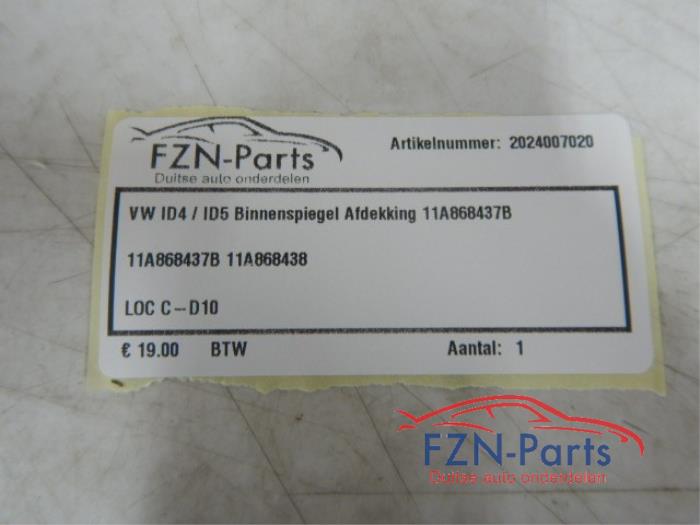 FZN-Parts
Duitse auto onderdelen
Artikelnummer: 2024007020
VW ID4 / ID5 Binnenspiegel Afdekking 11A868437B
11A868437B 11A868438
LOC C-D10
€ 19.00 BTW Aantal: 1
FZN-Parts
Duitse auto onderdelen